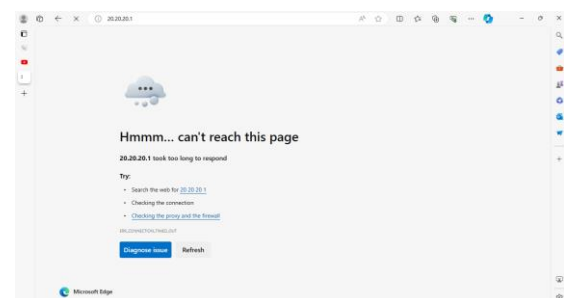 20.20.20.1
Hmmm... can't reach this page
20.20.20.1 took too long to respond
Try:
• Search the web for 20 20 20 1
• Checking the connection
• Checking the proxy and the firewall
ERR_CONNECTION_TIMED_OUT
Diagnose issue
Refresh
Microsoft Edge